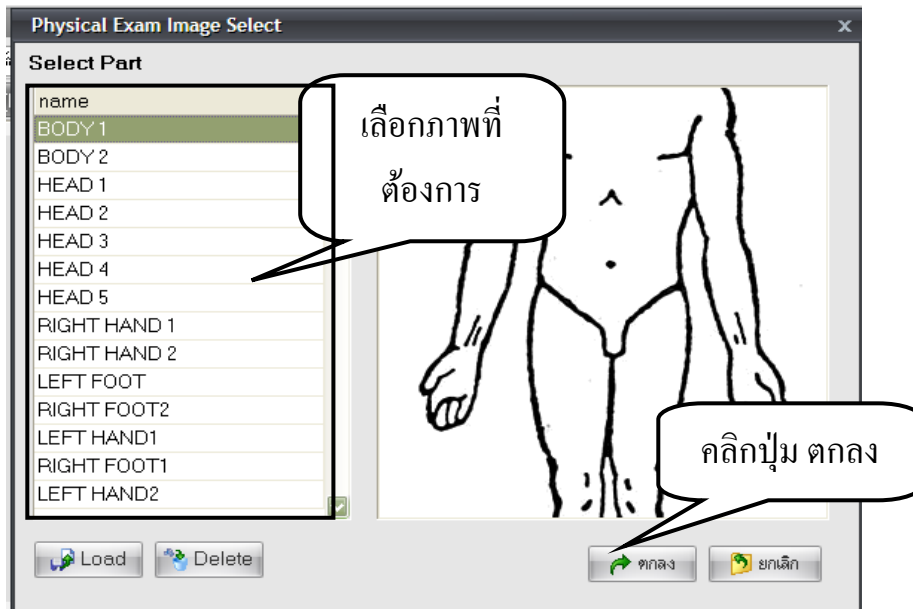 Physical Exam Image Select
x
Select Part
name
BODY 1
BODY 2
HEAD 1
HEAD 2
HEAD 3
HEAD 4
HEAD 5
RIGHT HAND 1
RIGHT HAND 2
LEFT FOOT
RIGHT FOOT2
LEFT HAND1
RIGHT FOOT1
LEFT HAND2
เลือกภาพที่
ต้องการ
คลิกปุ่ม ตกลง
Load
Delete
ตกลง
ยกเลิก